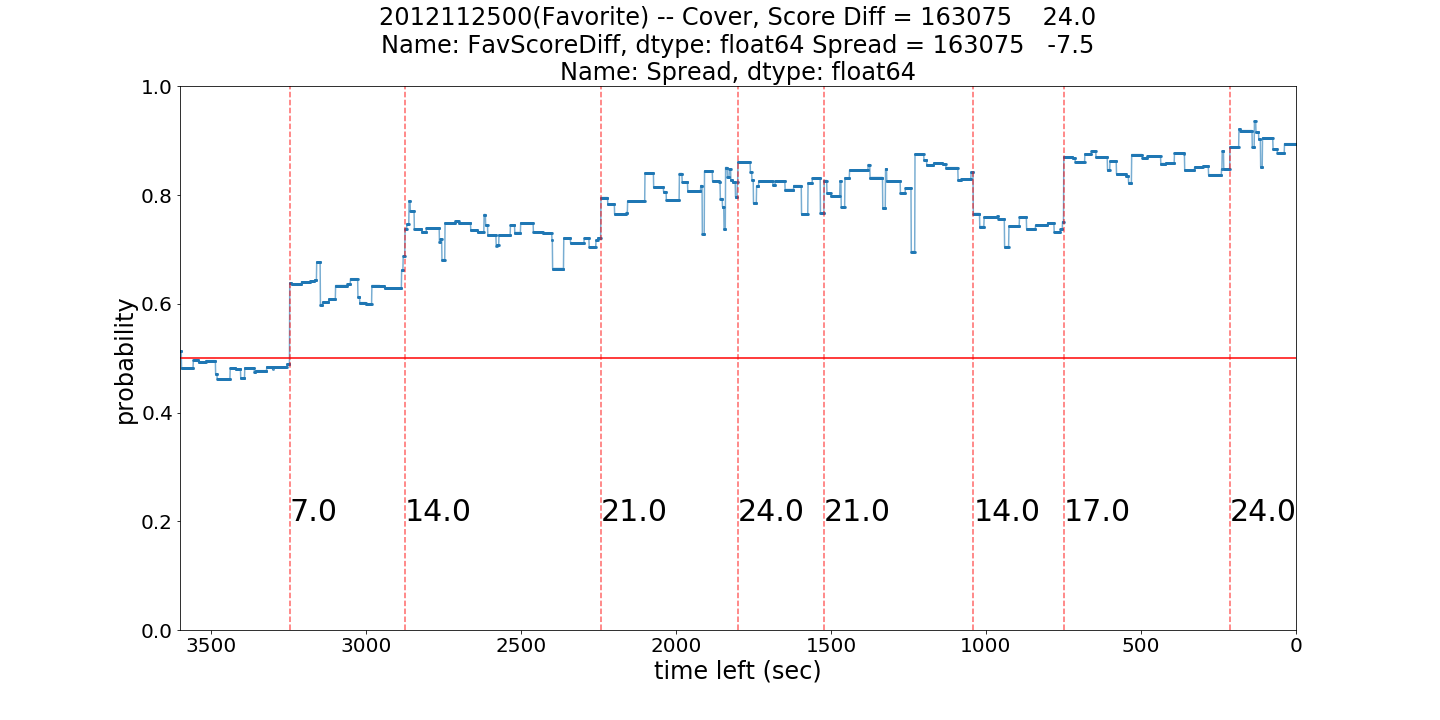 2012112500(Favorite) -- Cover, Score Diff = 163075    24.0
Name: FavScoreDiff, dtype: float64 Spread = 163075   -7.5
Name: Spread, dtype: float64
1.0
0.8
0.6
0.4
0.2
0.0
probability
7.0 14.0 21.0 24.0 21.0 14.0 17.0 24.0
3500 3000 2500 2000 1500 1000 500 0
time left (sec)